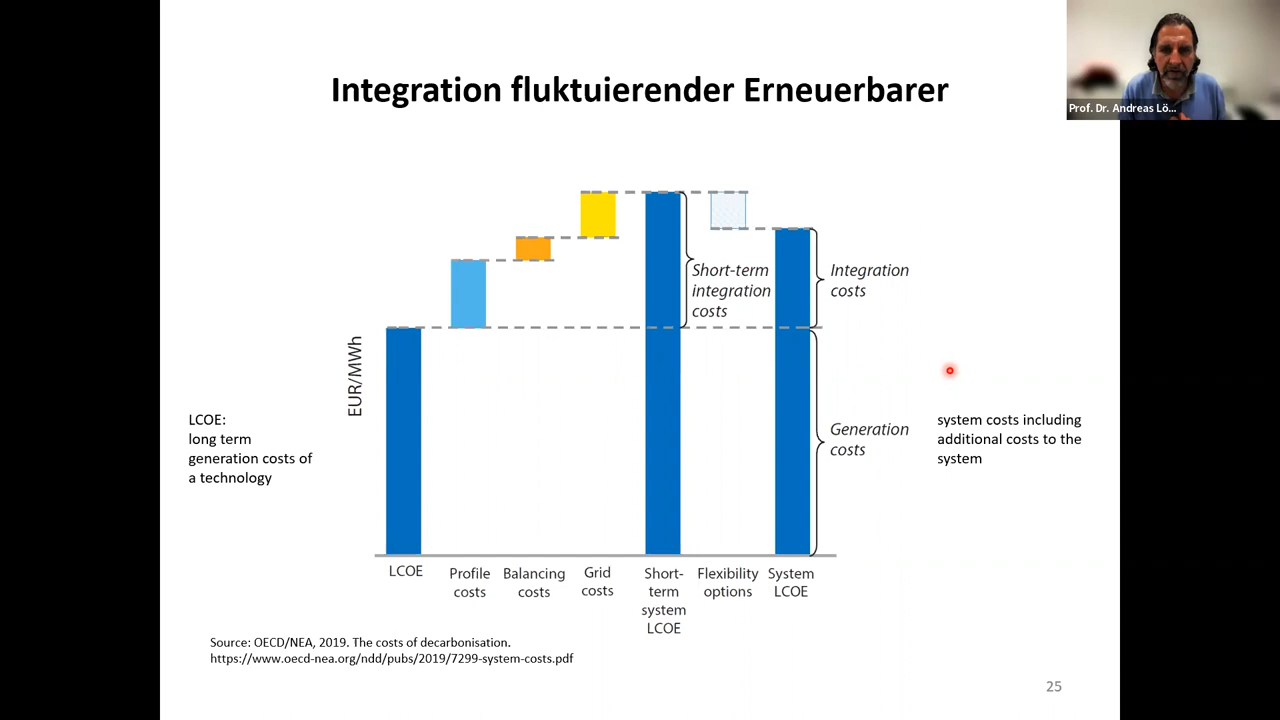 Integration fluktuierender Erneuerbarer
Prof. Dr. Andreas Lö...
Short-term
integration
costs
Integration
costs
EUR/MWh
LCOE:
long term
generation costs of
a technology
Generation
costs
system costs including
additional costs to the
system
LCOE
Profile
costs
Balancing
costs
Grid
costs
Short-
term
system
LCOE
Flexibility
options
System
LCOE
Source: OECD/NEA, 2019. The costs of decarbonisation.
https://www.oecd-nea.org/ndd/pubs/2019/7299-system-costs.pdf
25